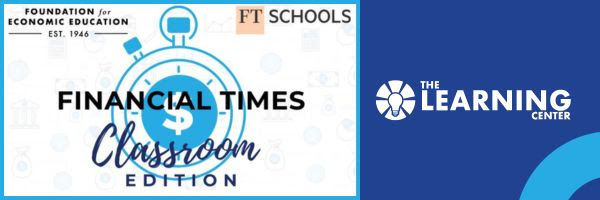 FOUNDATION for
ECONOMIC EDUCATION
EST. 1946
FT SCHOOLS
$
FINANCIAL TIMES
Classroom
EDITION
THE
LEARNING
CENTER